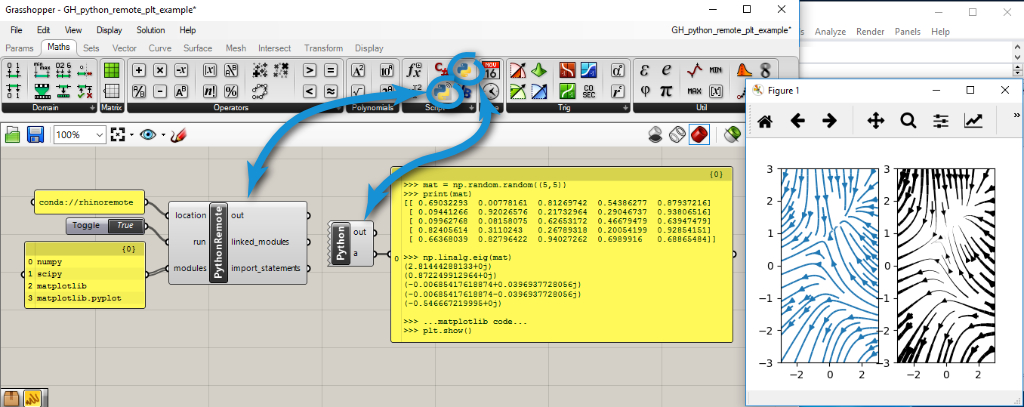 Grasshopper - GH_python_remote_plt_example*
File Edit View Display Solution Help
GH_python_remote_plt_example*
Params Maths Sets Vector Curve Surface Mesh Intersect Transform Display
Analyze Render Panels Help
Domain Matrix Operators Polynomials Script Trig Util
100%
Figure 1
conda://rhinoremote
Toggle True
{0}
0 numpy
1 scipy
2 matplotlib
3 matplotlib.pyplot
PythonRemote
location out
run linked_modules
modules import_statements
Python
out
a
{0}
0
>>> mat = np.random.random((5,5))
>>> print(mat)
[[ 0.69032293 0.00778161 0.81269742 0.54386277 0.87937216]
[ 0.09441266 0.92026576 0.21732964 0.29046737 0.93806516]
[ 0.09962768 0.08158075 0.62653172 0.46679479 0.63947479]
[ 0.82405614 0.3110243 0.26789318 0.20054199 0.92854151]
[ 0.66368039 0.82796422 0.94027262 0.6989916 0.68865484]]
>>> np.linalg.eig(mat)
(2.81444288133+0j)
(0.872249912964+0j)
(-0.00685417618874+0.0396937728056j)
(-0.00685417618874-0.0396937728056j)
(-0.546667219995+0j)
>>> ...matplotlib code...
>>> plt.show()
3 3
2 2
1 1
0 0
−1 −1
−2 −2
−3 −3
−2 0 2 −2 0 2